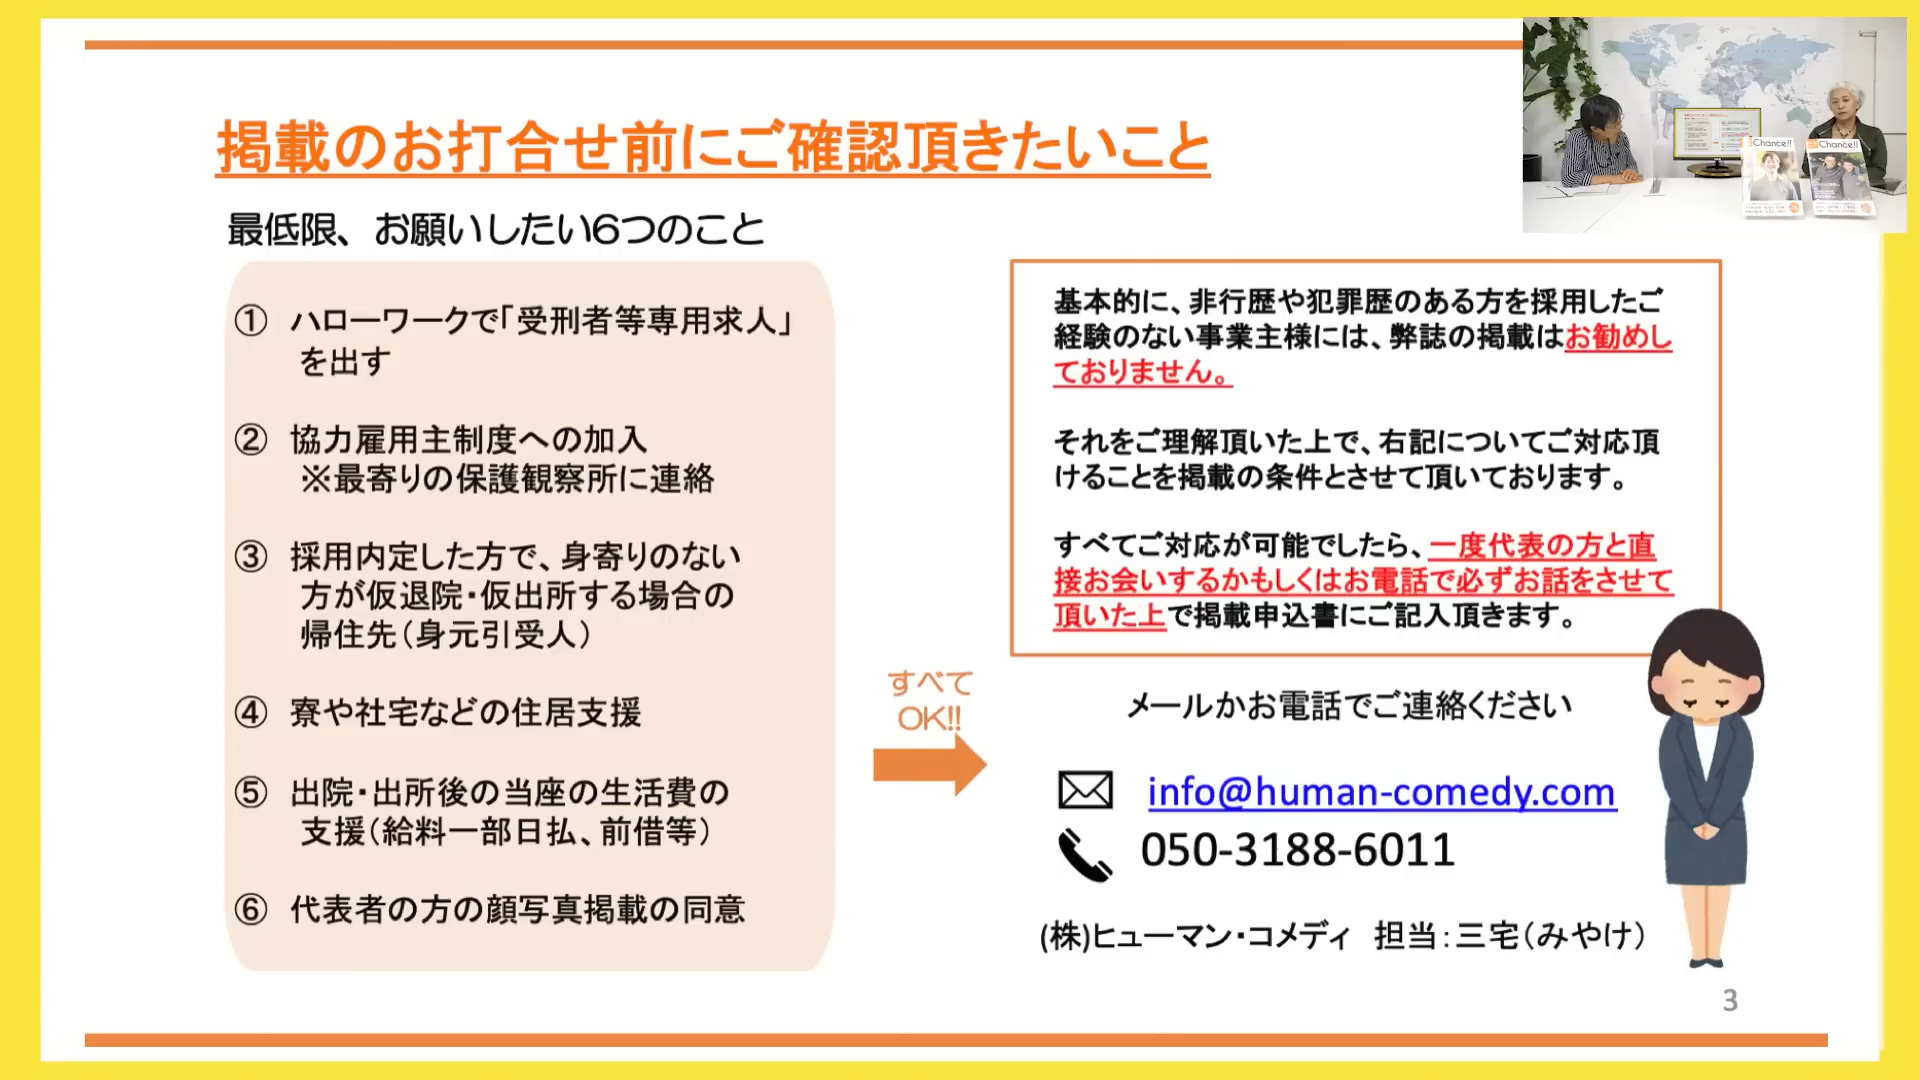 掲載のお打合せ前にご確認頂きたいこと
最低限、お願いしたい6つのこと
① ハローワークで「受刑者等専用求人」
を出す
② 協力雇用主制度への加入
※最寄りの保護観察所に連絡
③ 採用内定した方で、身寄りのない
方が仮退院・仮出所する場合の
帰住先（身元引受人）
④ 寮や社宅などの住居支援
⑤ 出院・出所後の当座の生活費の
支援（給料一部日払、前借等）
⑥ 代表者の方の顔写真掲載の同意
すべて
OK!!
基本的に、非行歴や犯罪歴のある方を採用したご
経験のない事業主様には、弊誌の掲載はお勧めし
ておりません。
それをご理解頂いた上で、右記についてご対応頂
けることを掲載の条件とさせて頂いております。
すべてご対応が可能でしたら、一度代表の方と直
接お会いするかもしくはお電話で必ずお話をさせて
頂いた上で掲載申込書にご記入頂きます。
メールかお電話でご連絡ください
info@human-comedy.com
050-3188-6011
(株)ヒューマン・コメディ 担当：三宅（みやけ）
3
Chance!!
Chance!!